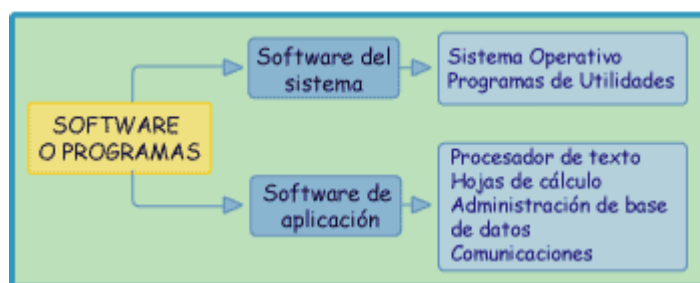 SOFTWARE
O PROGRAMAS
Software del
sistema
Sistema Operativo
Programas de Utilidades
Software de
aplicación
Procesador de texto
Hojas de cálculo
Administración de base
de datos
Comunicaciones